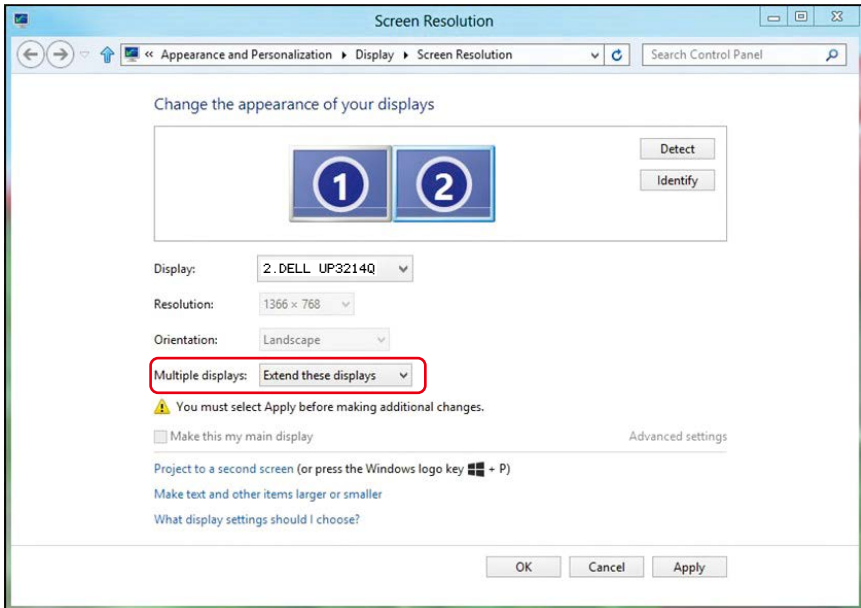 Screen Resolution
« Appearance and Personalization Display Screen Resolution Search Control Panel
Change the appearance of your displays
1 2
Detect
Identify
Display: 2.DELL UP3214Q
Resolution: 1366 × 768
Orientation: Landscape
Multiple displays: Extend these displays
You must select Apply before making additional changes.
Make this my main display Advanced settings
Project to a second screen (or press the Windows logo key + P)
Make text and other items larger or smaller
What display settings should I choose?
OK Cancel Apply